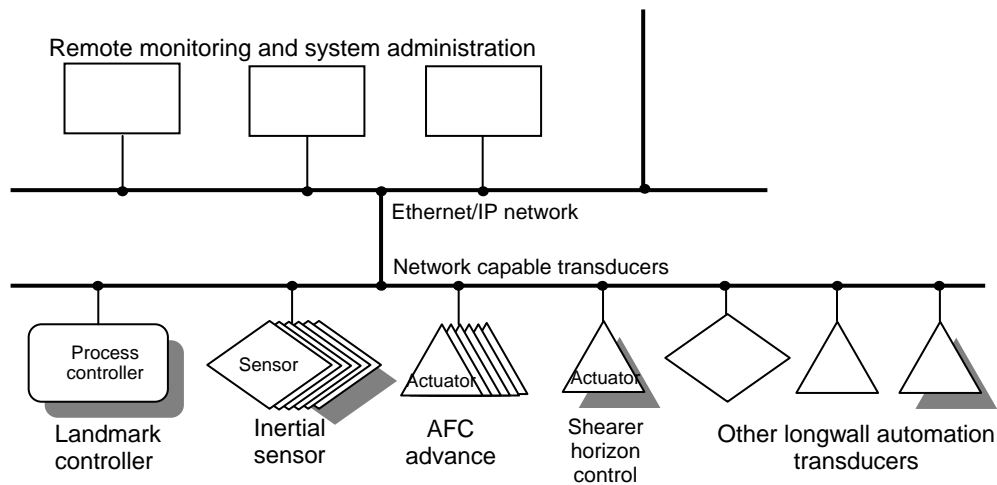 Remote monitoring and system administration
Ethernet/IP network
Network capable transducers
Process
controller
Sensor
Actuator
Actuator
Landmark
controller
Inertial
sensor
AFC
advance
Shearer
horizon
control
Other longwall automation
transducers